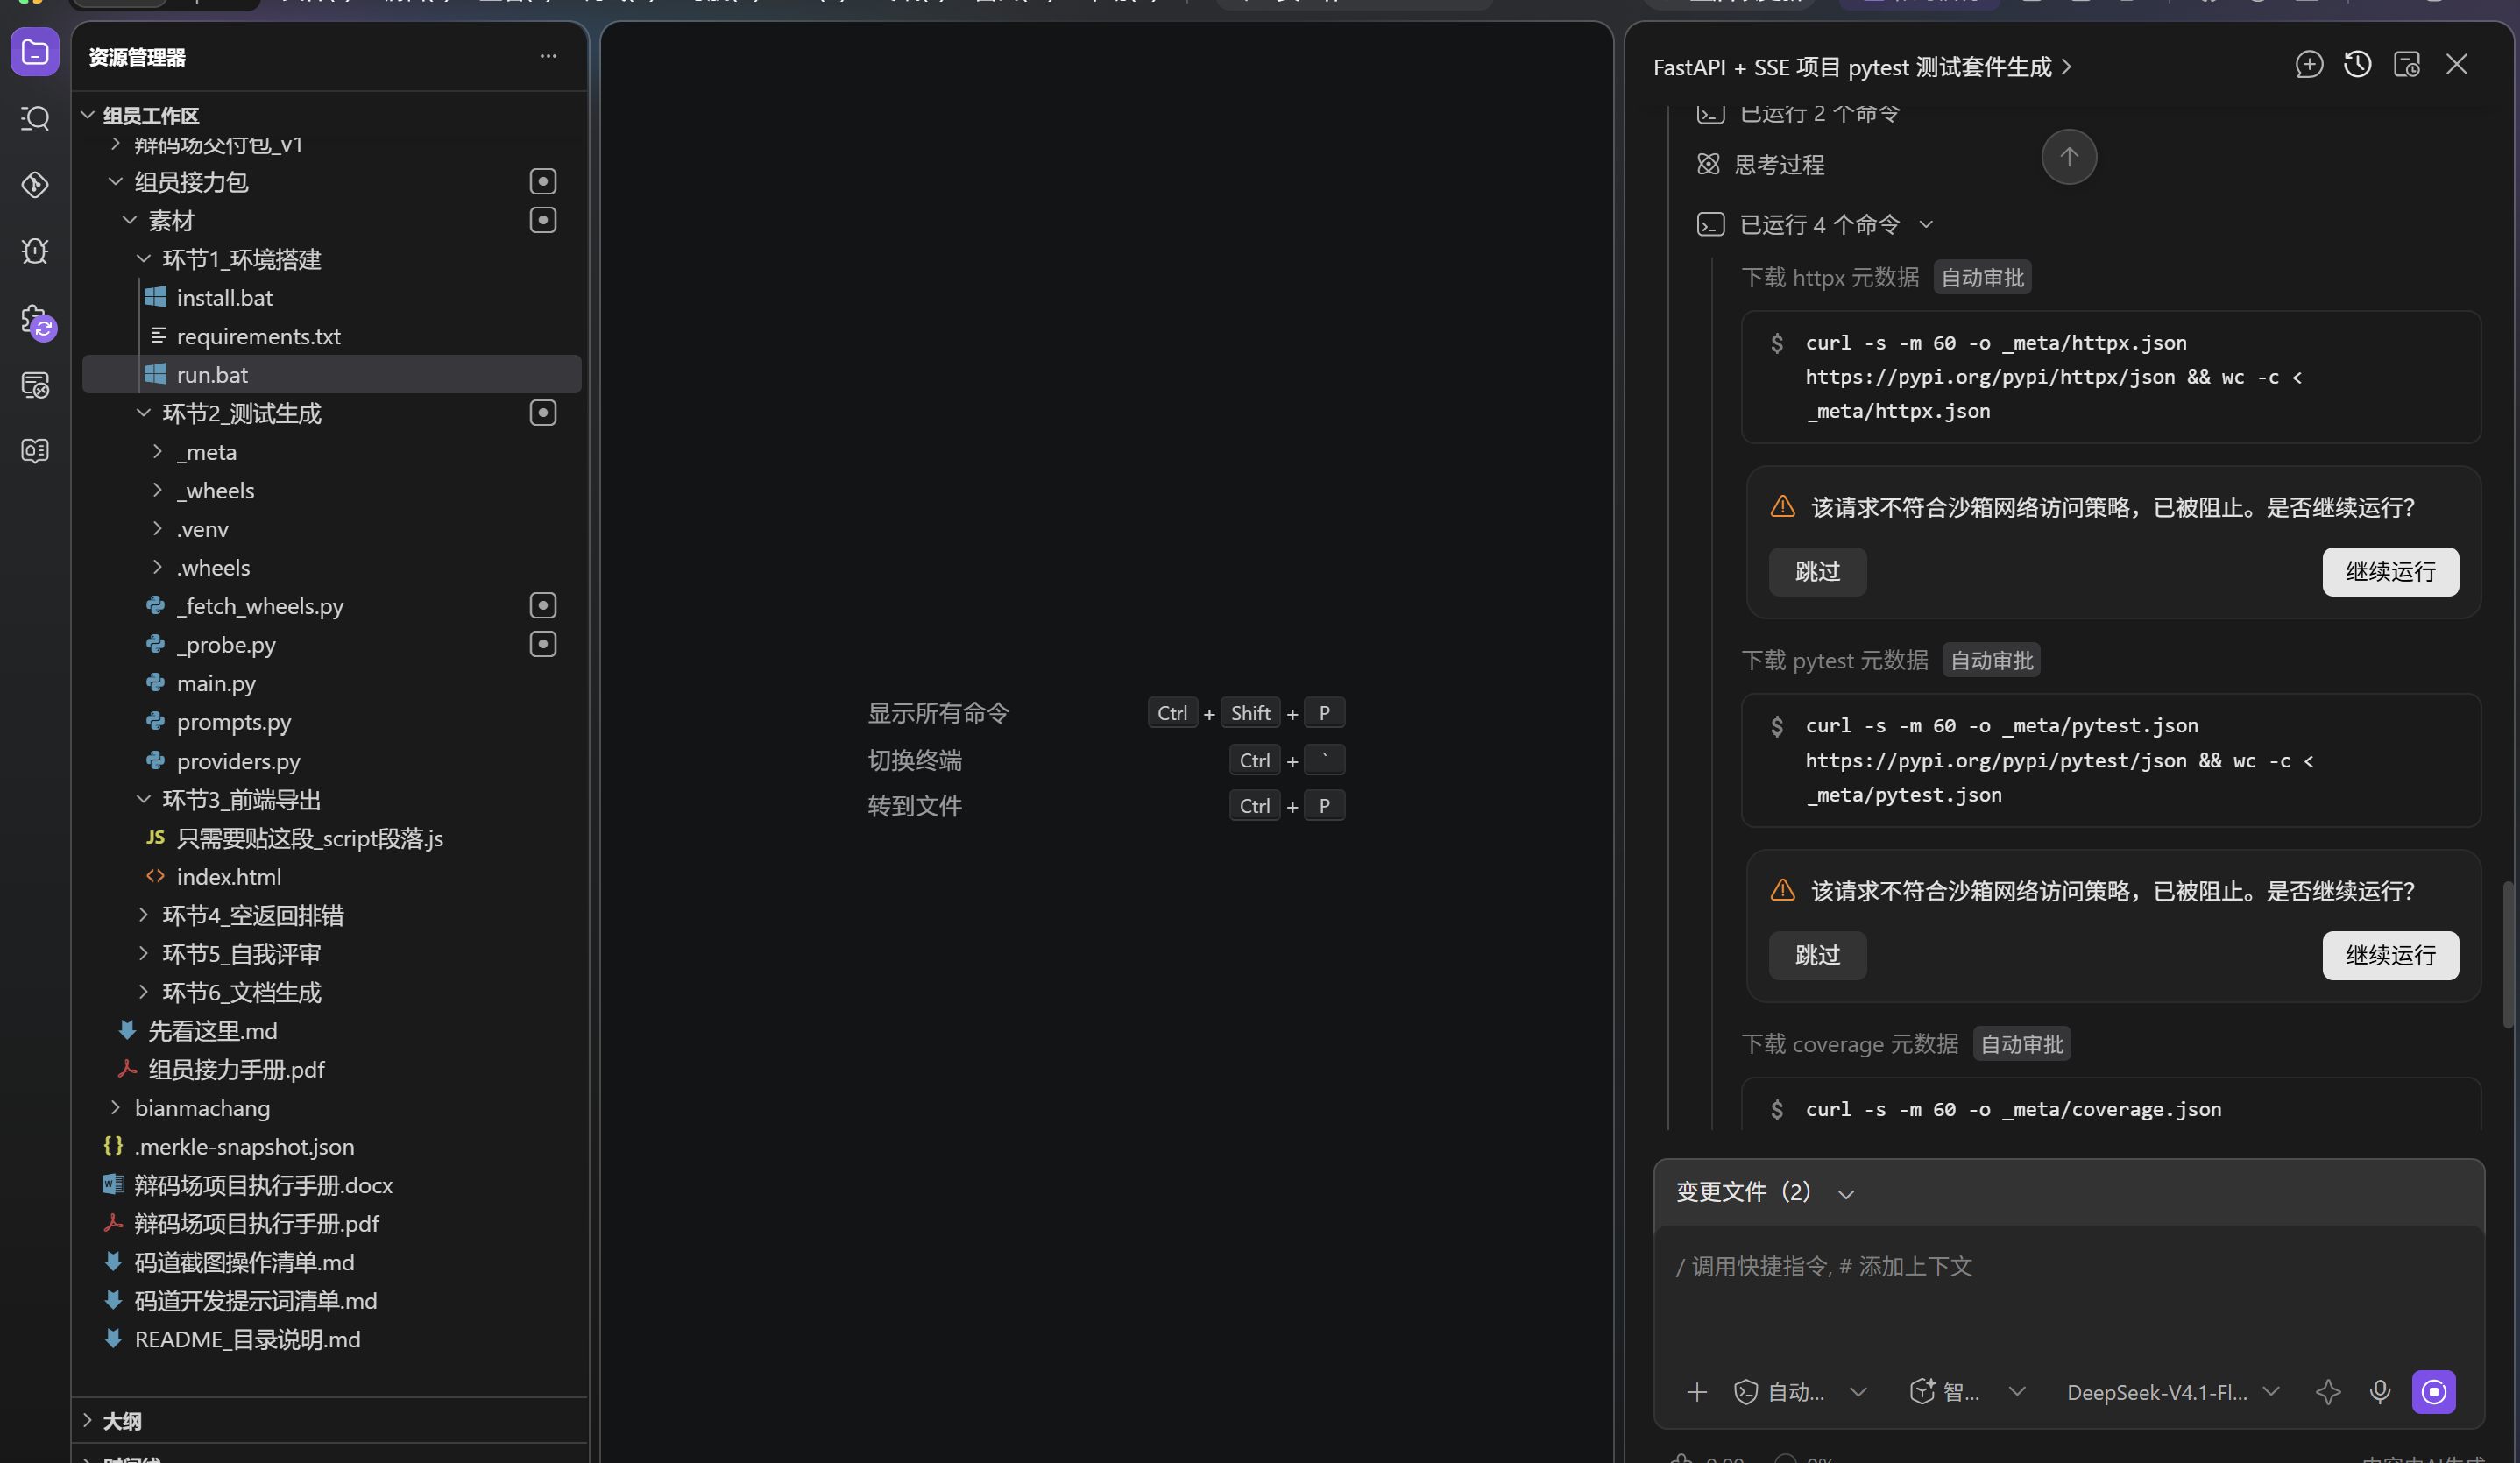 资源管理器
组员工作区
辩码场交付包_v1
组员接力包
素材
环节1_环境搭建
install.bat
requirements.txt
run.bat
环节2_测试生成
_meta
_wheels
.venv
.wheels
_fetch_wheels.py
_probe.py
main.py
prompts.py
providers.py
环节3_前端导出
JS 只需要贴这段_script段落.js
<> index.html
环节4_空返回排错
环节5_自我评审
环节6_文档生成
先看这里.md
组员接力手册.pdf
bianmachang
{} .merkle-snapshot.json
辩码场项目执行手册.docx
辩码场项目执行手册.pdf
码道截图操作清单.md
码道开发提示词清单.md
README_目录说明.md
大纲
显示所有命令 Ctrl + Shift + P
切换终端 Ctrl + `
转到文件 Ctrl + P
FastAPI + SSE 项目 pytest 测试套件生成
已运行 2 个命令
思考过程
已运行 4 个命令
下载 httpx 元数据 自动审批
$ curl -s -m 60 -o _meta/httpx.json
https://pypi.org/pypi/httpx/json && wc -c <
_meta/httpx.json
该请求不符合沙箱网络访问策略，已被阻止。是否继续运行？
跳过 继续运行
下载 pytest 元数据 自动审批
$ curl -s -m 60 -o _meta/pytest.json
https://pypi.org/pypi/pytest/json && wc -c <
_meta/pytest.json
该请求不符合沙箱网络访问策略，已被阻止。是否继续运行？
跳过 继续运行
下载 coverage 元数据 自动审批
$ curl -s -m 60 -o _meta/coverage.json
变更文件（2）
/ 调用快捷指令, # 添加上下文
自动... 智... DeepSeek-V4.1-Fl...